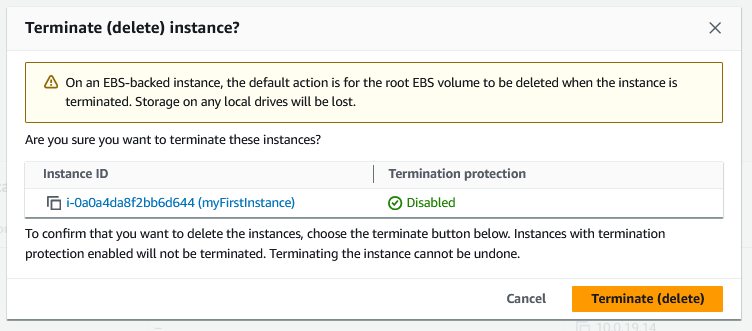 Terminate (delete) instance?
On an EBS-backed instance, the default action is for the root EBS volume to be deleted when the instance is
terminated. Storage on any local drives will be lost.
Are you sure you want to terminate these instances?
Instance ID Termination protection
i-0a0a4da8f2bb6d644 (myFirstInstance) Disabled
To confirm that you want to delete the instances, choose the terminate button below. Instances with termination
protection enabled will not be terminated. Terminating the instance cannot be undone.
Cancel Terminate (delete)
10.0.19.14